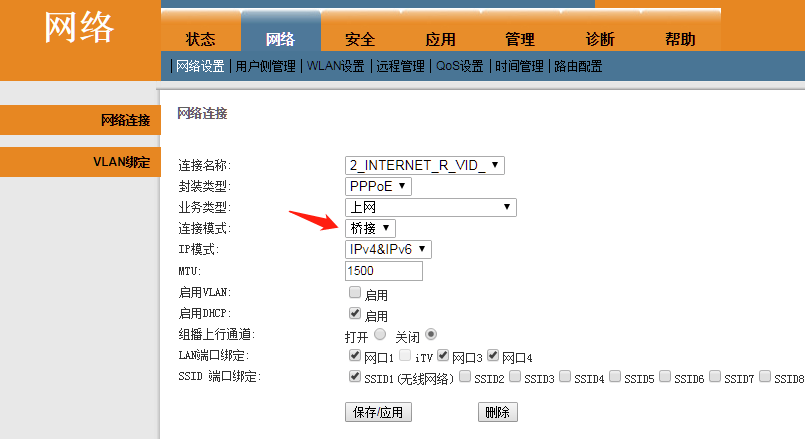 网络
状态 网络 安全 应用 管理 诊断 帮助
网络设置 用户侧管理 WLAN设置 远程管理 QoS设置 时间管理 路由配置
网络连接
网络连接
VLAN绑定
连接名称: 2_INTERNET_R_VID_
封装类型: PPPoE
业务类型: 上网
连接模式: 桥接
IP模式: IPv4&IPv6
MTU: 1500
启用VLAN: 启用
启用DHCP: 启用
组播上行通道: 打开 关闭
LAN端口绑定: 网口1 iTV 网口3 网口4
SSID 端口绑定: SSID1(无线网络) SSID2 SSID3 SSID4 SSID5 SSID6 SSID7 SSID8
保存/应用 删除